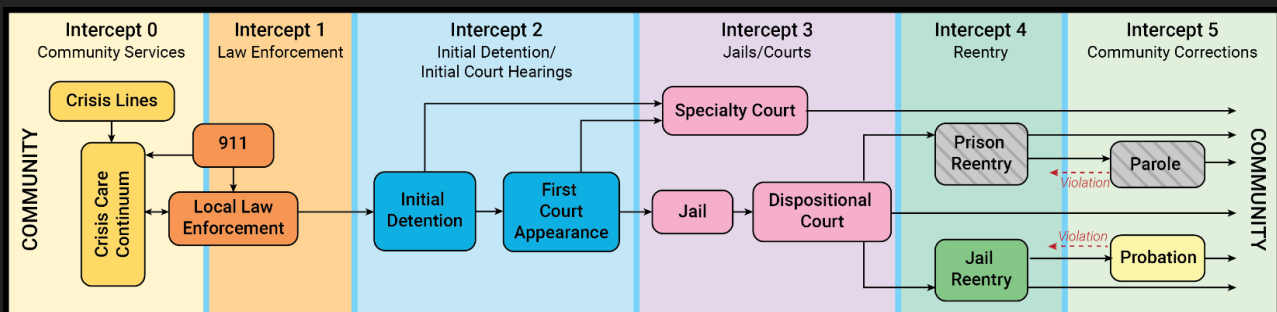 Intercept 0
Community Services
Intercept 1
Law Enforcement
Intercept 2
Initial Detention/
Initial Court Hearings
Intercept 3
Jails/Courts
Intercept 4
Reentry
Intercept 5
Community Corrections
COMMUNITY
Crisis Lines
Crisis Care
Continuum
911
Local Law
Enforcement
Initial
Detention
First
Court
Appearance
Specialty Court
Jail
Dispositional
Court
Prison
Reentry
Parole
Violation
Jail
Reentry
Violation
Probation
COMMUNITY